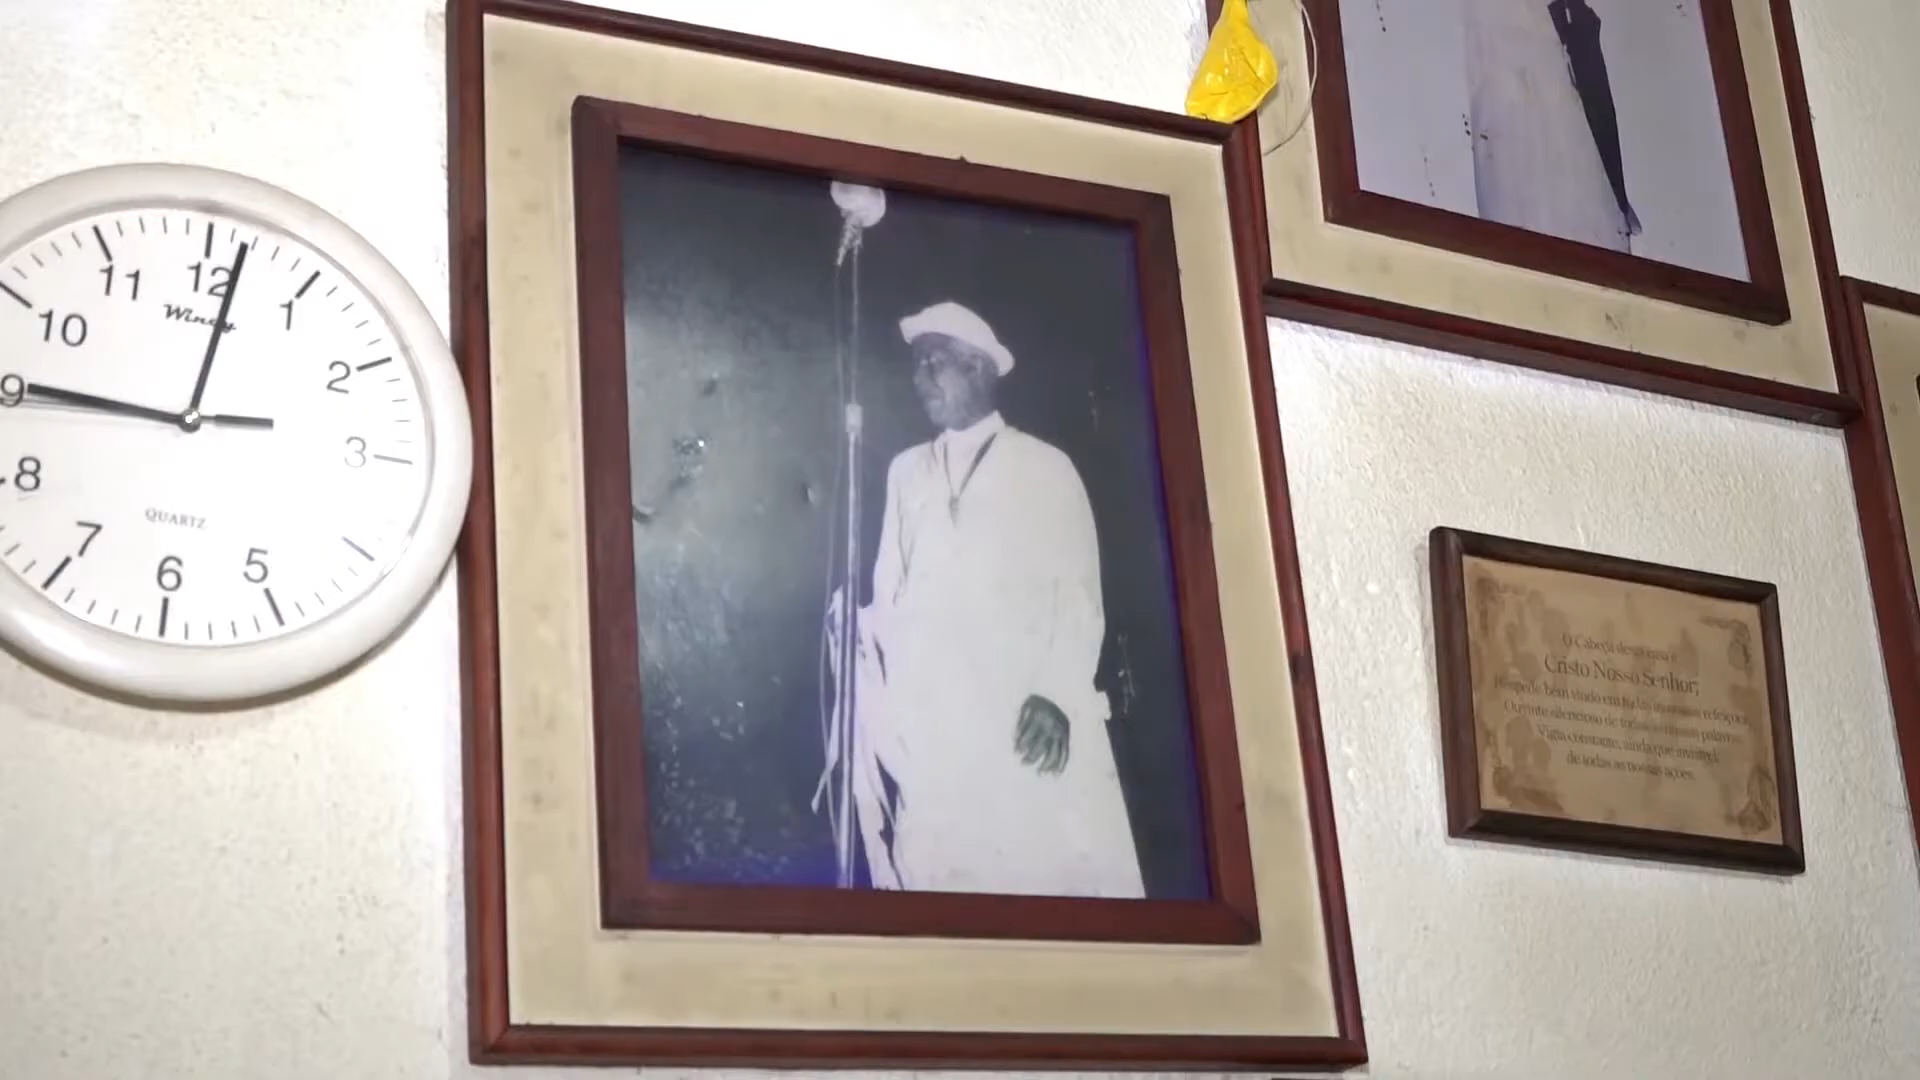 12
11
1
10
2
9
3
8
7
5
6
Windy
QUARTZ
O Cabeça desta casa é
Cristo Nosso Senhor;
Hóspede bem vindo em todas as nossas refeições
Ouvinte silencioso de todas as nossas palavras
Vigia constante, ainda que invisível
de todas as nossas ações.